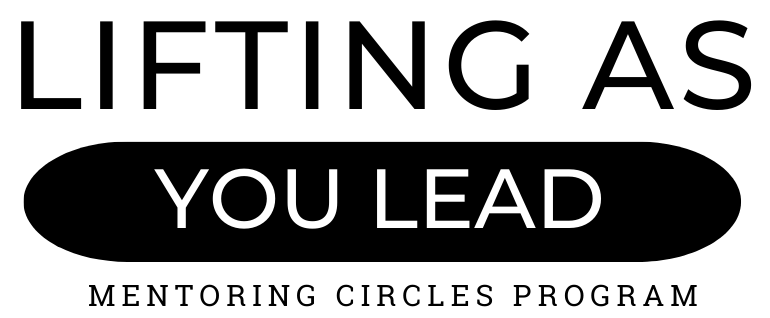 LIFTING AS
YOU LEAD
MENTORING CIRCLES PROGRAM